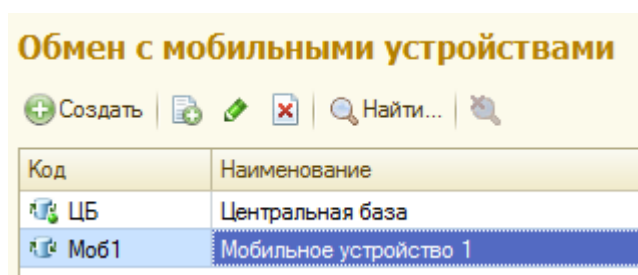 Обмен с мобильными устройствами
Создать Найти...
Код Наименование
ЦБ Центральная база
Моб1 Мобильное устройство 1